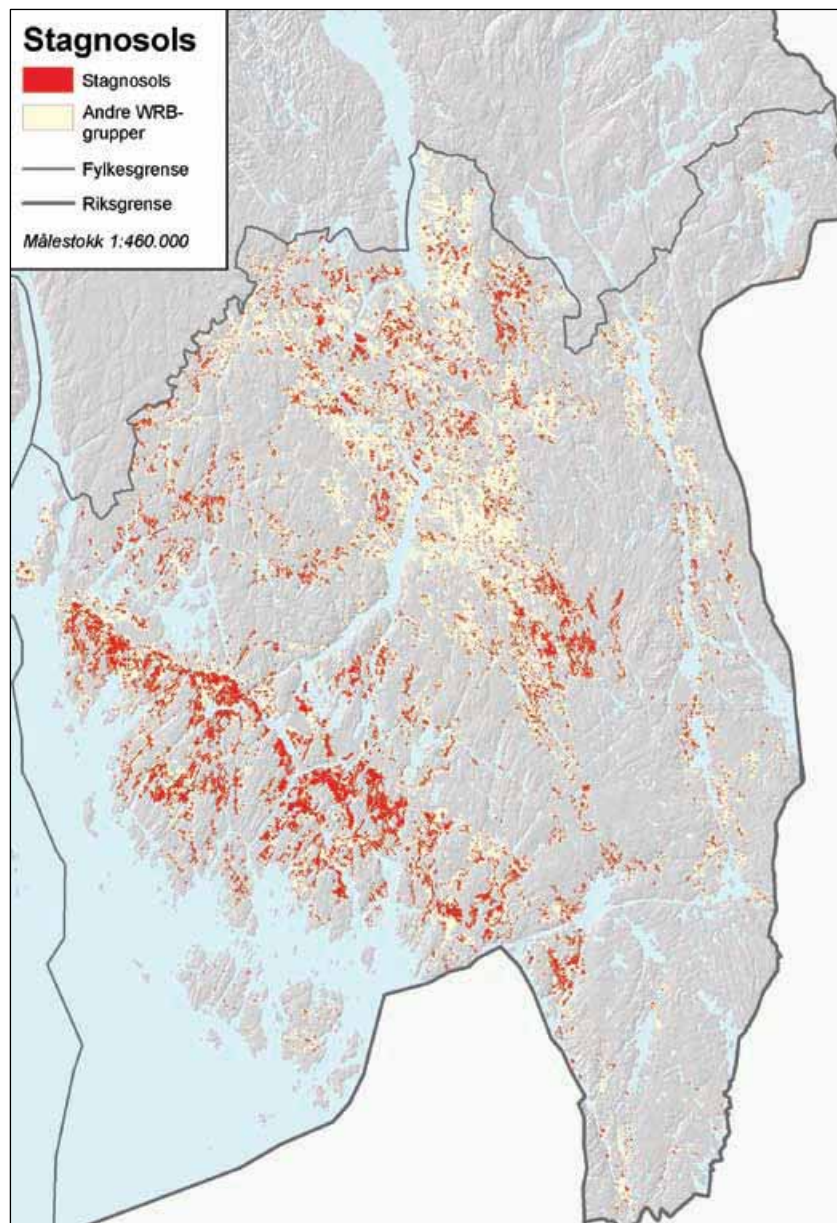 Stagnosols
Stagnosols
Andre WRB-
grupper
Fylkesgrense
Riksgrense
Målestokk 1:460.000